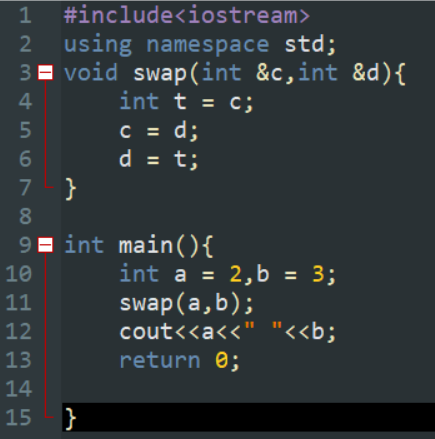 1 #include<iostream>
2 using namespace std;
3 void swap(int &c,int &d){
4     int t = c;
5     c = d;
6     d = t;
7 }
8
9 int main(){
10     int a = 2,b = 3;
11     swap(a,b);
12     cout<<a<<" "<<b;
13     return 0;
14
15 }